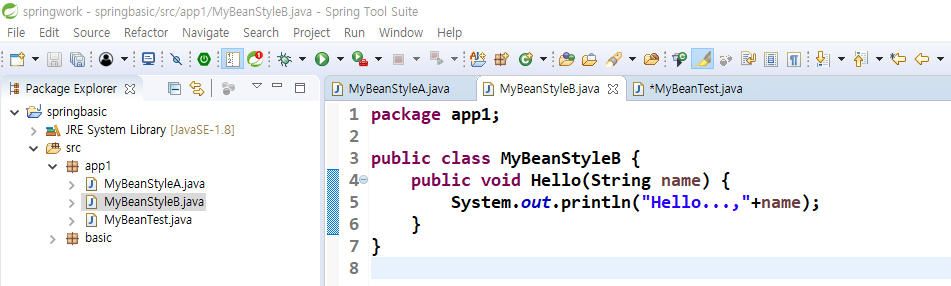 springwork - springbasic/src/app1/MyBeanStyleB.java - Spring Tool Suite
File Edit Source Refactor Navigate Search Project Run Window Help
Package Explorer
springbasic
JRE System Library [JavaSE-1.8]
src
app1
MyBeanStyleA.java
MyBeanStyleB.java
MyBeanTest.java
basic
MyBeanStyleA.java MyBeanStyleB.java *MyBeanTest.java
1 package app1;
2
3 public class MyBeanStyleB {
4 public void Hello(String name) {
5 System.out.println("Hello...,"+name);
6 }
7 }
8